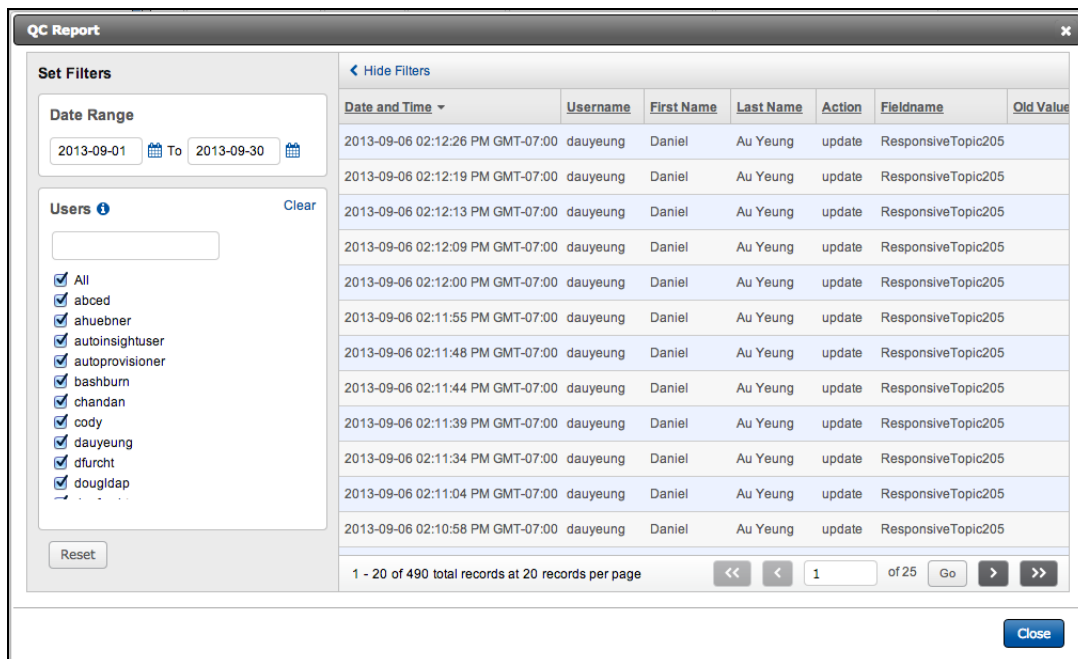 QC Report
Set Filters
Date Range
2013-09-01 To 2013-09-30
Users Clear
All
abced
ahuebner
autoinsightuser
autoprovisioner
bashburn
chandan
cody
dauyeung
dfurcht
dougldap
Reset
Hide Filters
Date and Time Username First Name Last Name Action Fieldname Old Value
2013-09-06 02:12:26 PM GMT-07:00 dauyeung Daniel Au Yeung update ResponsiveTopic205
2013-09-06 02:12:19 PM GMT-07:00 dauyeung Daniel Au Yeung update ResponsiveTopic205
2013-09-06 02:12:13 PM GMT-07:00 dauyeung Daniel Au Yeung update ResponsiveTopic205
2013-09-06 02:12:09 PM GMT-07:00 dauyeung Daniel Au Yeung update ResponsiveTopic205
2013-09-06 02:12:00 PM GMT-07:00 dauyeung Daniel Au Yeung update ResponsiveTopic205
2013-09-06 02:11:55 PM GMT-07:00 dauyeung Daniel Au Yeung update ResponsiveTopic205
2013-09-06 02:11:48 PM GMT-07:00 dauyeung Daniel Au Yeung update ResponsiveTopic205
2013-09-06 02:11:44 PM GMT-07:00 dauyeung Daniel Au Yeung update ResponsiveTopic205
2013-09-06 02:11:39 PM GMT-07:00 dauyeung Daniel Au Yeung update ResponsiveTopic205
2013-09-06 02:11:34 PM GMT-07:00 dauyeung Daniel Au Yeung update ResponsiveTopic205
2013-09-06 02:11:04 PM GMT-07:00 dauyeung Daniel Au Yeung update ResponsiveTopic205
2013-09-06 02:10:58 PM GMT-07:00 dauyeung Daniel Au Yeung update ResponsiveTopic205
1 - 20 of 490 total records at 20 records per page << < 1 of 25 Go > >>
Close